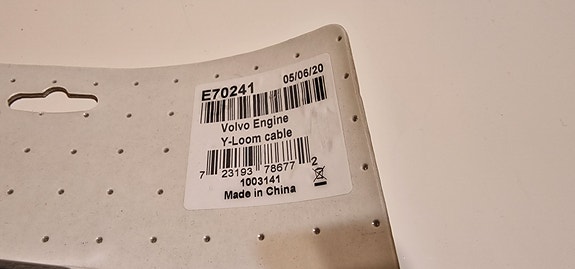 E70241 05/06/20
Volvo Engine
Y-Loom cable
7 23193 78677 2
1003141
Made in China